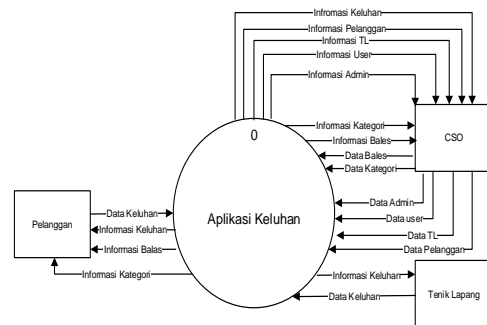 Infromasi Keluhan
Informasi Pelanggan
Informasi TL
Informasi User
Informasi Admin
0
Informasi Kategori
CSO
Informasi Bales
Data Bales
Data Kategori
Data Admin
Pelanggan
Data Keluhan
Aplikasi Keluhan
Data user
Informasi Keluhan
Data TL
Informasi Balas
Data Pelanggan
Informasi Kategori
Informasi Keluhan
Data Keluhan
Tenik Lapang